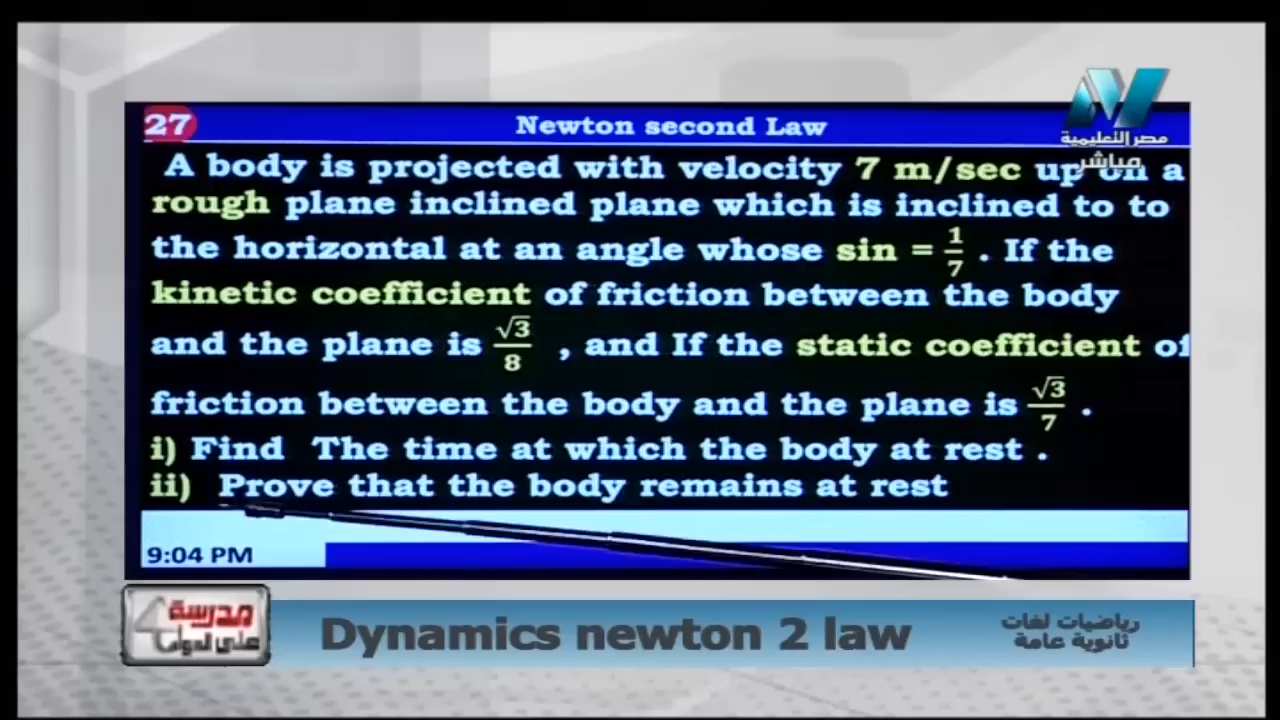 مصر التعليمية
مباشر
27
Newton second Law
A body is projected with velocity 7 m/sec up on a
rough plane inclined plane which is inclined to to
the horizontal at an angle whose sin = 1/7 . If the
kinetic coefficient of friction between the body
and the plane is √3/8 , and If the static coefficient of
friction between the body and the plane is √3/7 .
i) Find The time at which the body at rest .
ii) Prove that the body remains at rest
9:04 PM
مدرسة
على الهواء
Dynamics newton 2 law
رياضيات لغات
ثانوية عامة